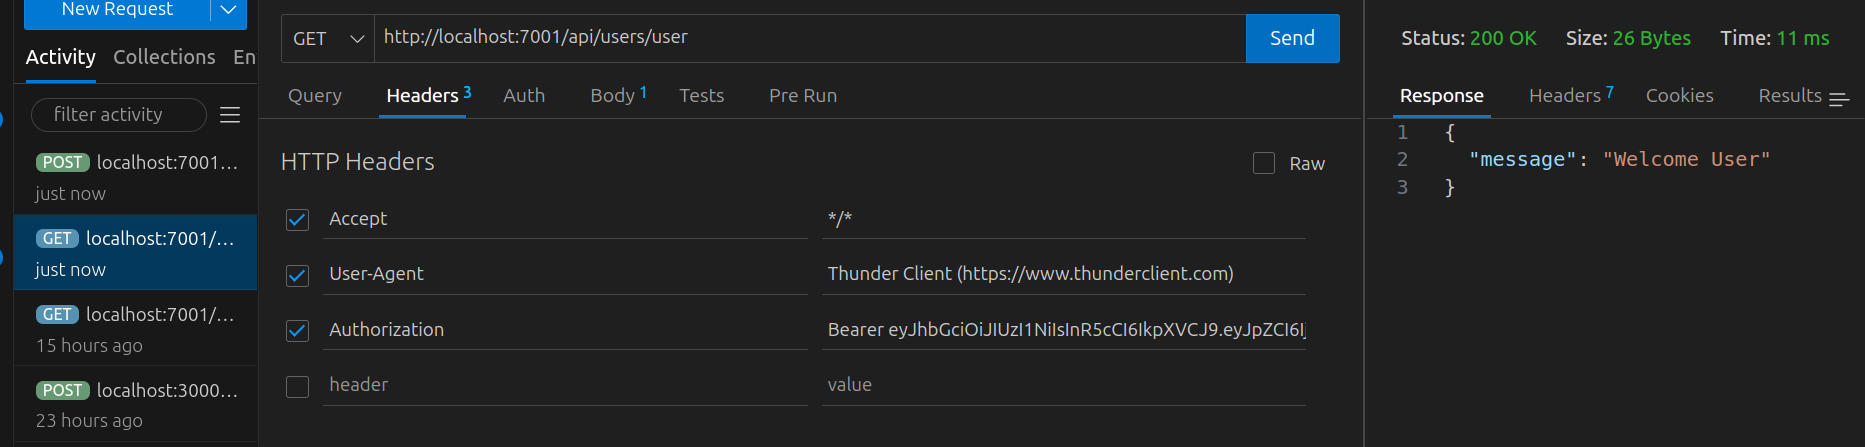 New Request
Activity Collections En
filter activity
POST localhost:7001...
just now
GET localhost:7001/...
just now
GET localhost:7001/...
15 hours ago
POST localhost:3000...
23 hours ago
GET http://localhost:7001/api/users/user Send
Query Headers 3 Auth Body 1 Tests Pre Run
HTTP Headers Raw
Accept */*
User-Agent Thunder Client (https://www.thunderclient.com)
Authorization Bearer eyJhbGciOiJIUzI1NiIsInR5cCI6IkpXVCJ9.eyJpZCI6Ij
header value
Status: 200 OK Size: 26 Bytes Time: 11 ms
Response Headers 7 Cookies Results
1 {
2 "message": "Welcome User"
3 }